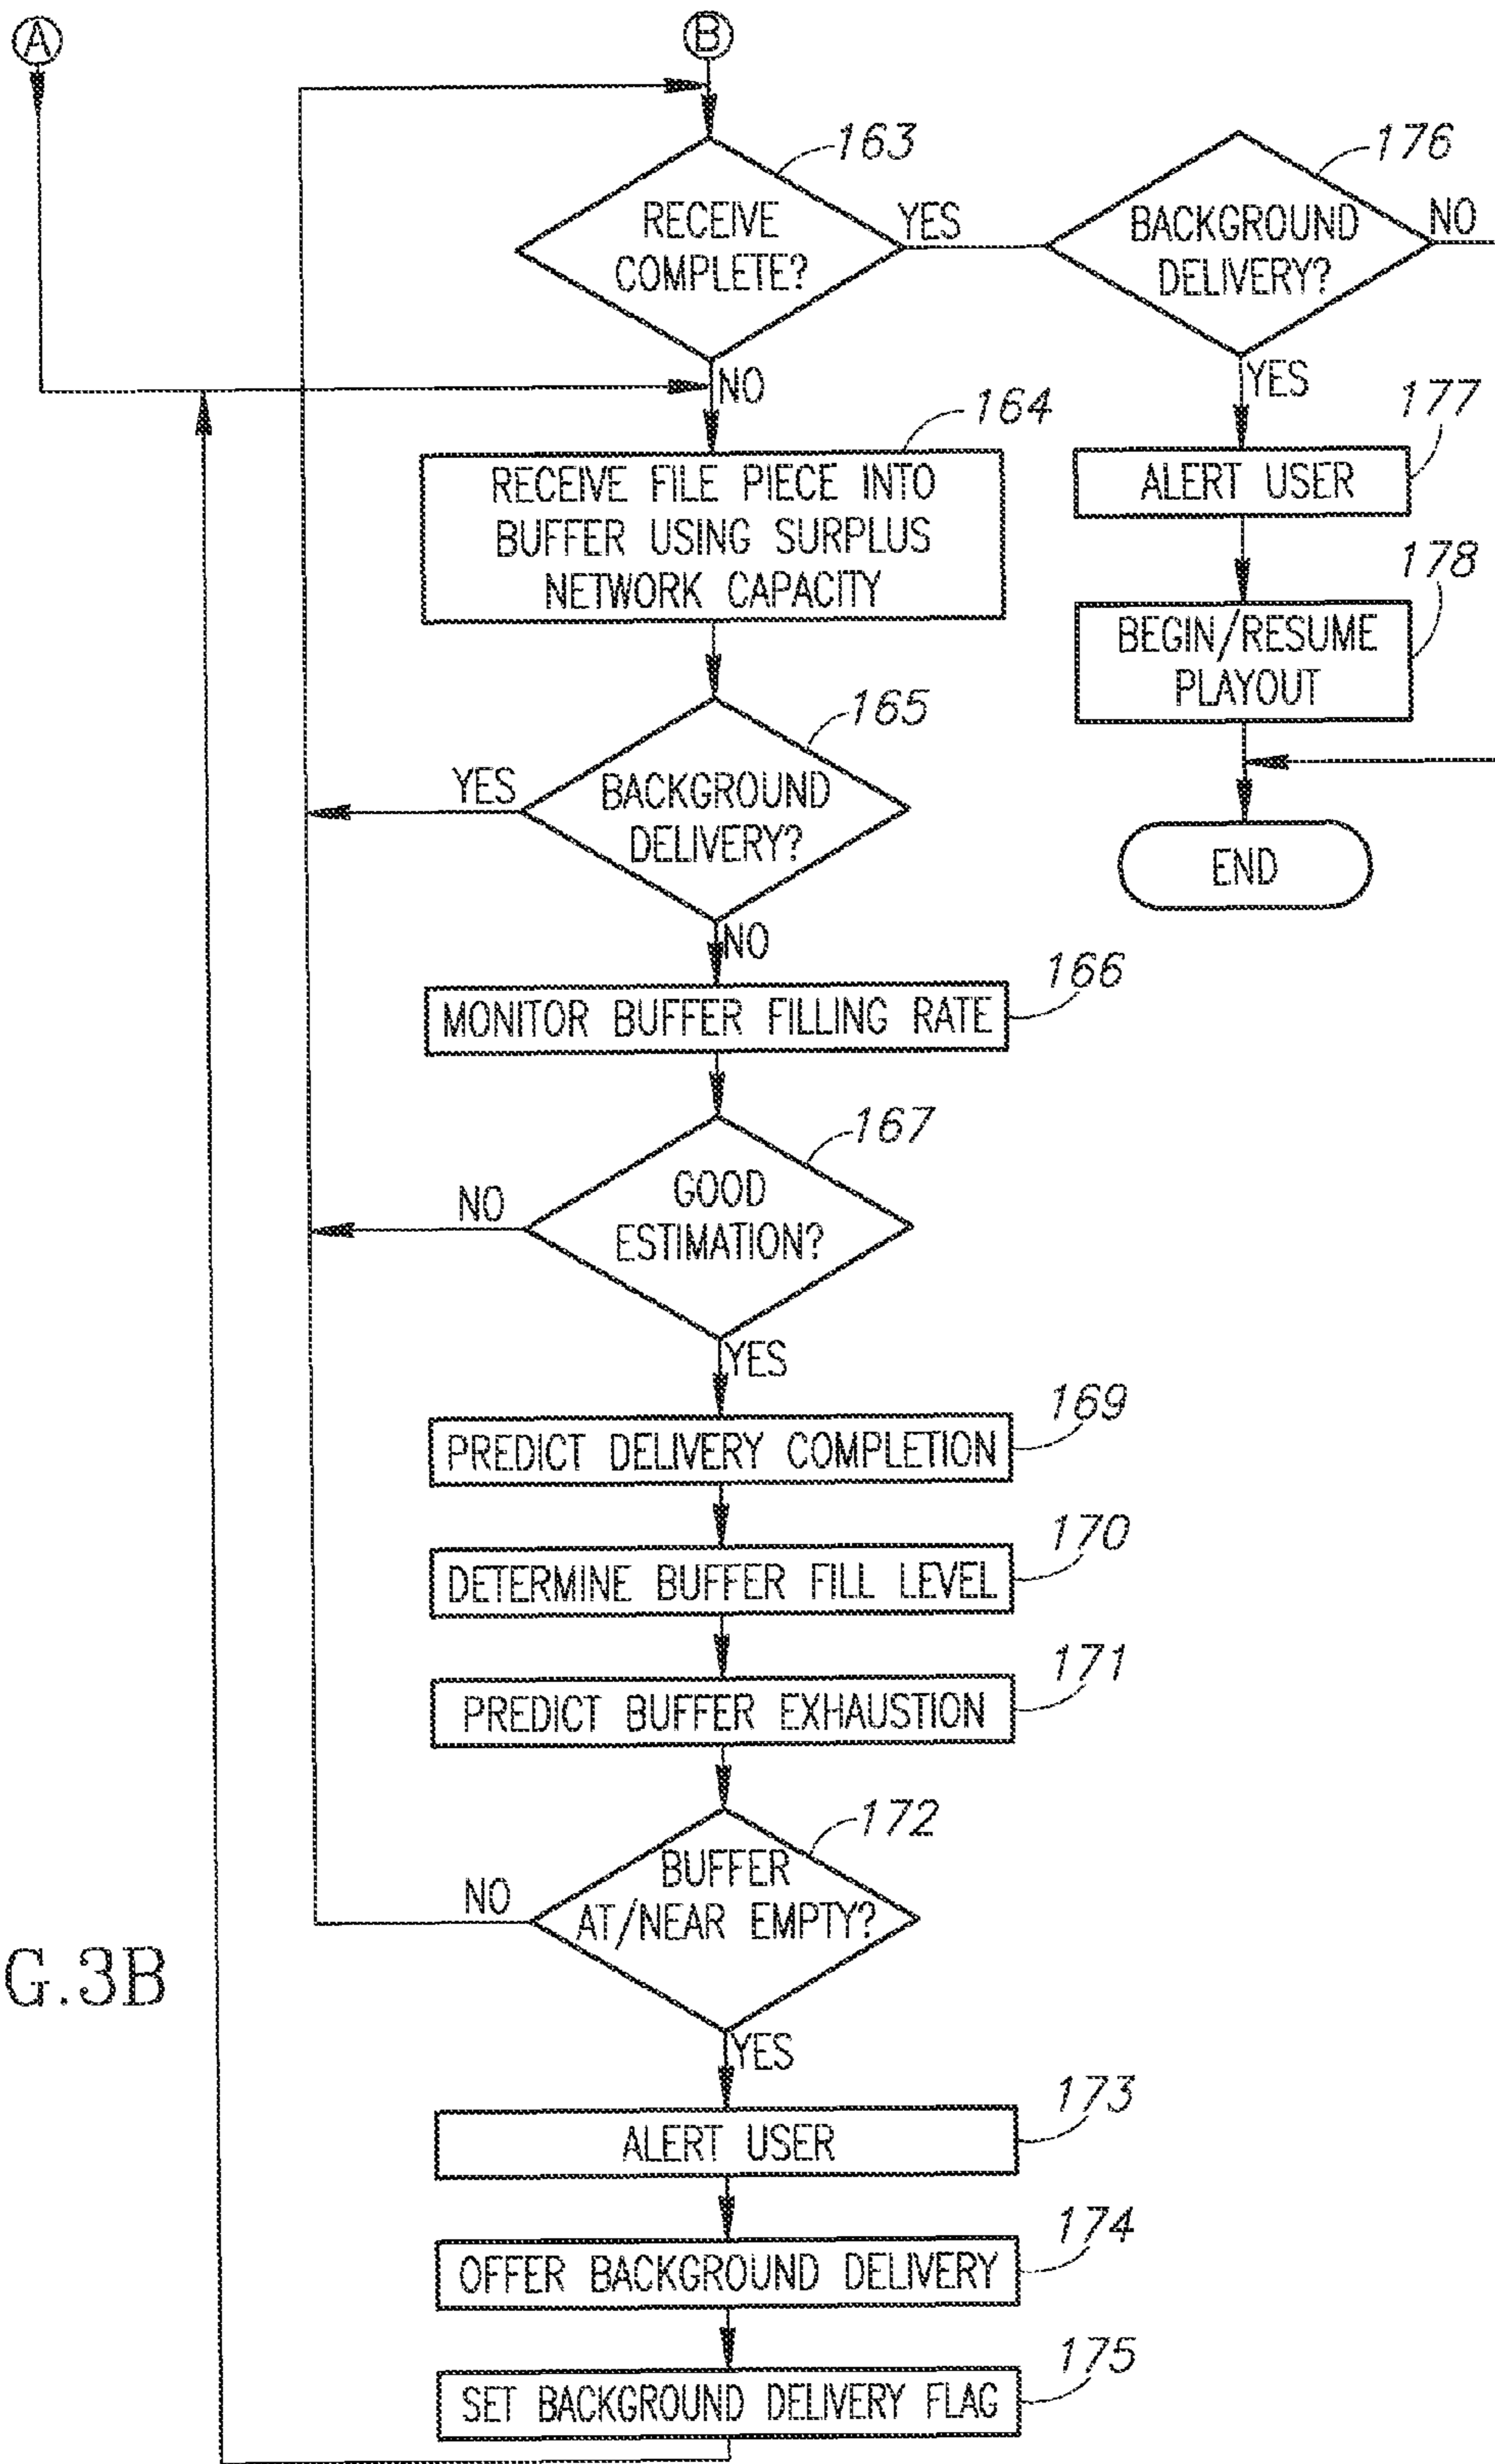 A
B
163
RECEIVE
COMPLETE?
YES
176
BACKGROUND
DELIVERY?
NO
NO
YES
164
RECEIVE FILE PIECE INTO
BUFFER USING SURPLUS
NETWORK CAPACITY
177
ALERT USER
178
BEGIN/RESUME
PLAYOUT
165
YES
BACKGROUND
DELIVERY?
END
NO
166
MONITOR BUFFER FILLING RATE
167
NO
GOOD
ESTIMATION?
YES
169
PREDICT DELIVERY COMPLETION
170
DETERMINE BUFFER FILL LEVEL
171
PREDICT BUFFER EXHAUSTION
172
NO
BUFFER
AT/NEAR EMPTY?
G.3B
YES
173
ALERT USER
174
OFFER BACKGROUND DELIVERY
175
SET BACKGROUND DELIVERY FLAG